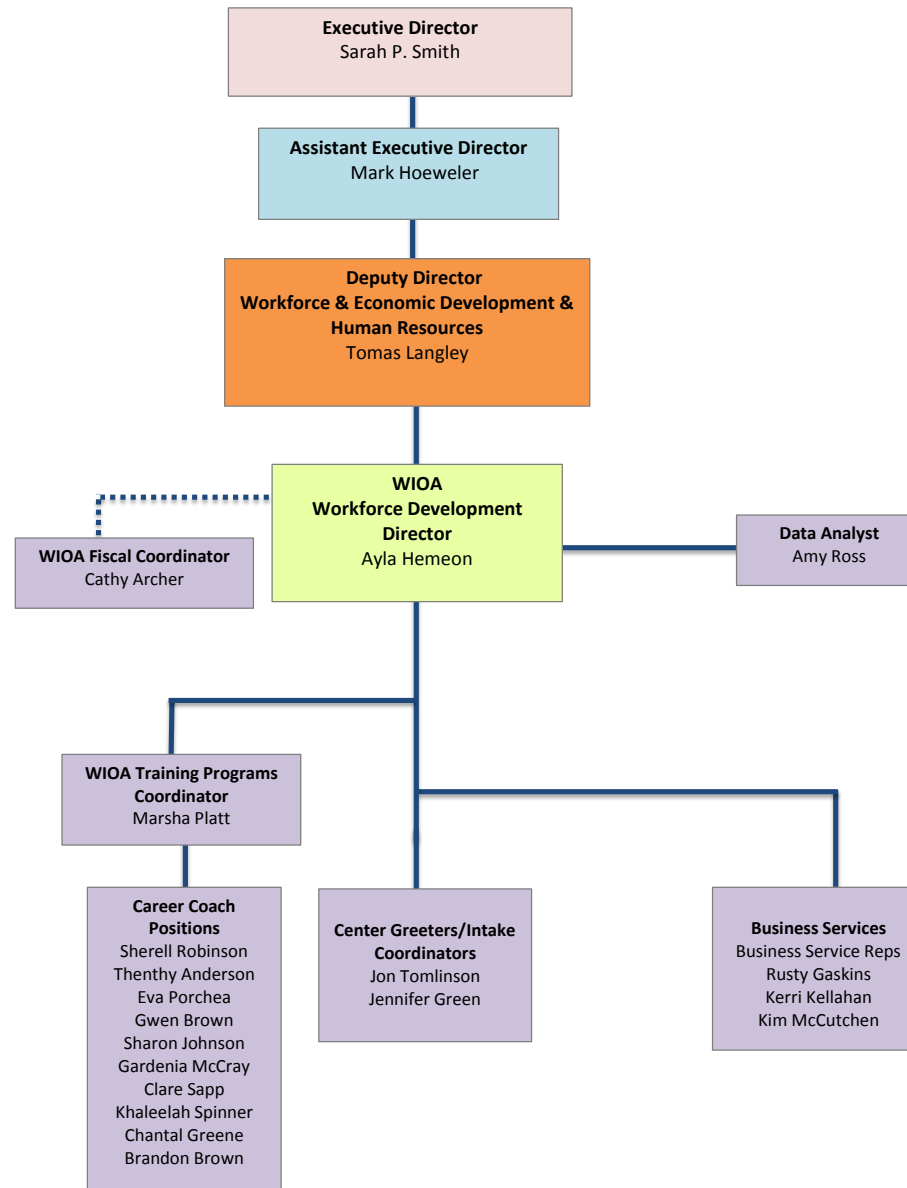 Executive Director
Sarah P. Smith
Assistant Executive Director
Mark Hoeweler
Deputy Director
Workforce & Economic Development &
Human Resources
Tomas Langley
WIOA
Workforce Development
Director
Ayla Hemeon
WIOA Fiscal Coordinator
Cathy Archer
Data Analyst
Amy Ross
WIOA Training Programs
Coordinator
Marsha Platt
Career Coach
Positions
Sherell Robinson
Thenthy Anderson
Eva Porchea
Gwen Brown
Sharon Johnson
Gardenia McCray
Clare Sapp
Khaleelah Spinner
Chantal Greene
Brandon Brown
Center Greeters/Intake
Coordinators
Jon Tomlinson
Jennifer Green
Business Services
Business Service Reps
Rusty Gaskins
Kerri Kellahan
Kim McCutchen